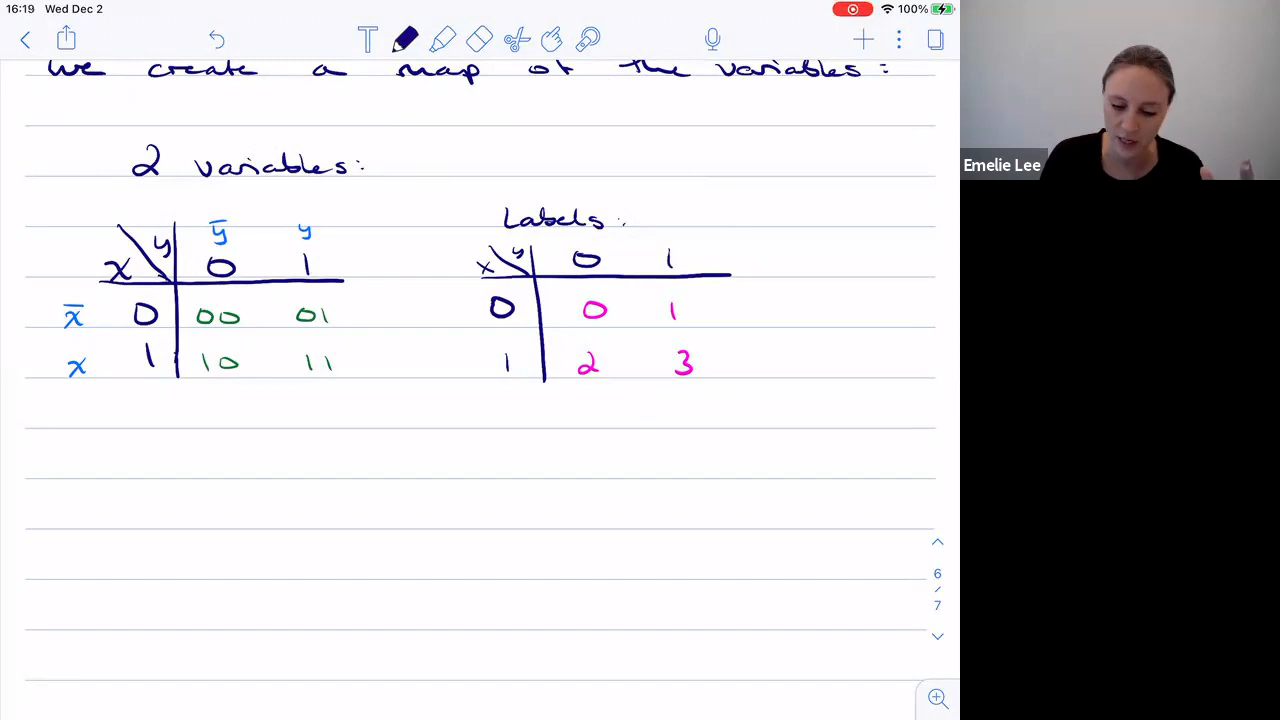 16:19 Wed Dec 2
100%
T
We create a map of the variables:
2 variables:
Labels:
ȳ y
x y 0 1
x y 0 1
x̄ 0 00 01
0 0 1
x 1 10 11
1 2 3
6
/
7
Emelie Lee